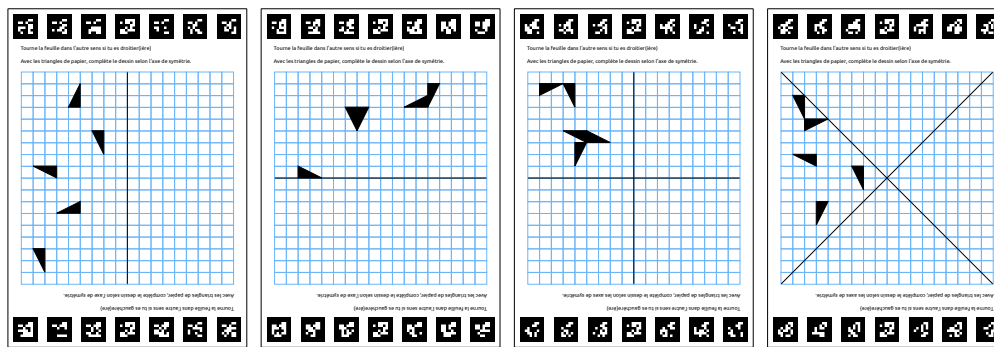 Tourne la feuille dans l'autre sens si tu es droitier(ière)
Avec les triangles de papier, complète le dessin selon l'axe de symétrie.
Avec les triangles de papier, complète le dessin selon l'axe de symétrie.
Tourne la feuille dans l'autre sens si tu es gaucher(ère)
Tourne la feuille dans l'autre sens si tu es droitier(ière)
Avec les triangles de papier, complète le dessin selon l'axe de symétrie.
Avec les triangles de papier, complète le dessin selon l'axe de symétrie.
Tourne la feuille dans l'autre sens si tu es gaucher(ère)
Tourne la feuille dans l'autre sens si tu es droitier(ière)
Avec les triangles de papier, complète le dessin selon l'axe de symétrie.
Avec les triangles de papier, complète le dessin selon les axes de symétrie.
Tourne la feuille dans l'autre sens si tu es gaucher(ère)
Tourne la feuille dans l'autre sens si tu es droitier(ière)
Avec les triangles de papier, complète le dessin selon l'axe de symétrie.
Avec les triangles de papier, complète le dessin selon les axes de symétrie.
Tourne la feuille dans l'autre sens si tu es gaucher(ère)